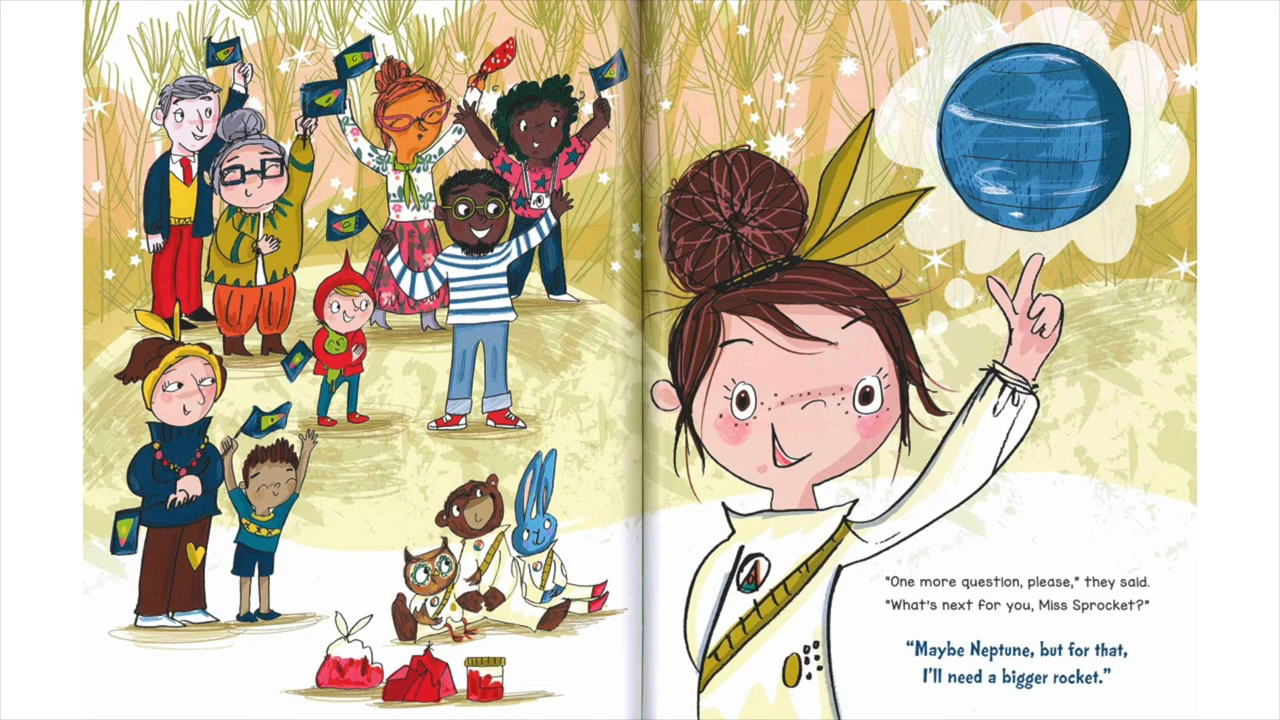 "One more question, please," they said.
"What's next for you, Miss Sprocket?"
"Maybe Neptune, but for that,
I'll need a bigger rocket."